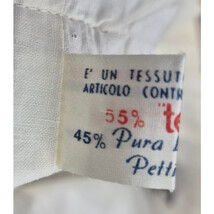 E' UN TESSUT
ARTICOLO CONTR
55% "te
45% Pura
Petti